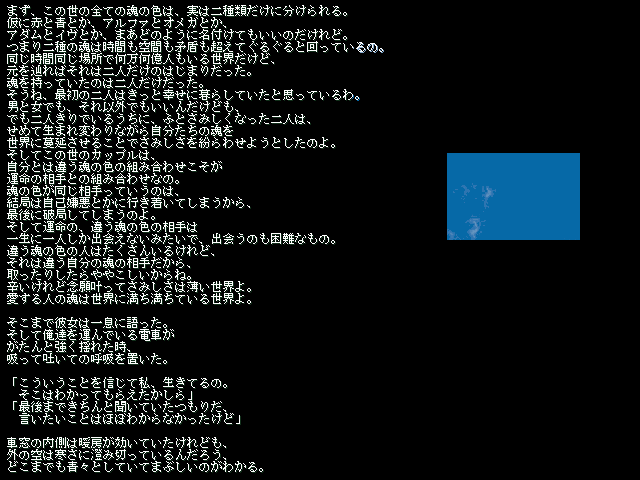 まず、この世の全ての魂の色は、実は二種類だけに分けられる。
仮に赤と青とか、アルファとオメガとか、
アダムとイヴとか、まあどのように名付けてもいいのだけれど。
つまり二種の魂は時間も空間も矛盾も超えてぐるぐると回っているの。
同じ時間同じ場所で何万何億人もいる世界だけど、
元を辿ればそれは二人だけのはじまりだった。
魂を持っていたのは二人だけだった。
そうね、最初の二人はきっと幸せに暮らしていたと思っているわ。
男と女でも、それ以外でもいいんだけども、
でも二人きりでいるうちに、ふとさみしくなった二人は、
せめて生まれ変わりながら自分たちの魂を
世界に蔓延させることでさみしさを紛らわせようとしたのよ。
そしてこの世のカップルは、
自分とは違う魂の色の組み合わせこそが
運命の相手との組み合わせなの。
魂の色が同じ相手っていうのは、
結局は自己嫌悪とかに行き着いてしまうから、
最後に破局してしまうのよ。
そして運命の、違う魂の色の相手は
一生に一人しか出会えないみたいで、出会うのも困難なもの。
違う魂の色の人はたくさんいるけれど、
それは違う自分の魂の相手だから、
取ったりしたらややこしいからね。
辛いけれど念願叶ってさみしさは薄い世界よ。
愛する人の魂は世界に満ち満ちている世界よ。
そこまで彼女は一息に語った。
そして俺達を運んでいる電車が
がたんと強く揺れた時、
吸って吐いての呼吸を置いた。
「こういうことを信じて私、生きてるの。
そこはわかってもらえたかしら」
「最後まできちんと聞いていたつもりだ、
言いたいことはほぼわからなかったけど」
車窓の内側は暖房が効いていたけれども、
外の空は寒さに澄み切っているんだろう、
どこまでも青々としていてまぶしいのがわかる。